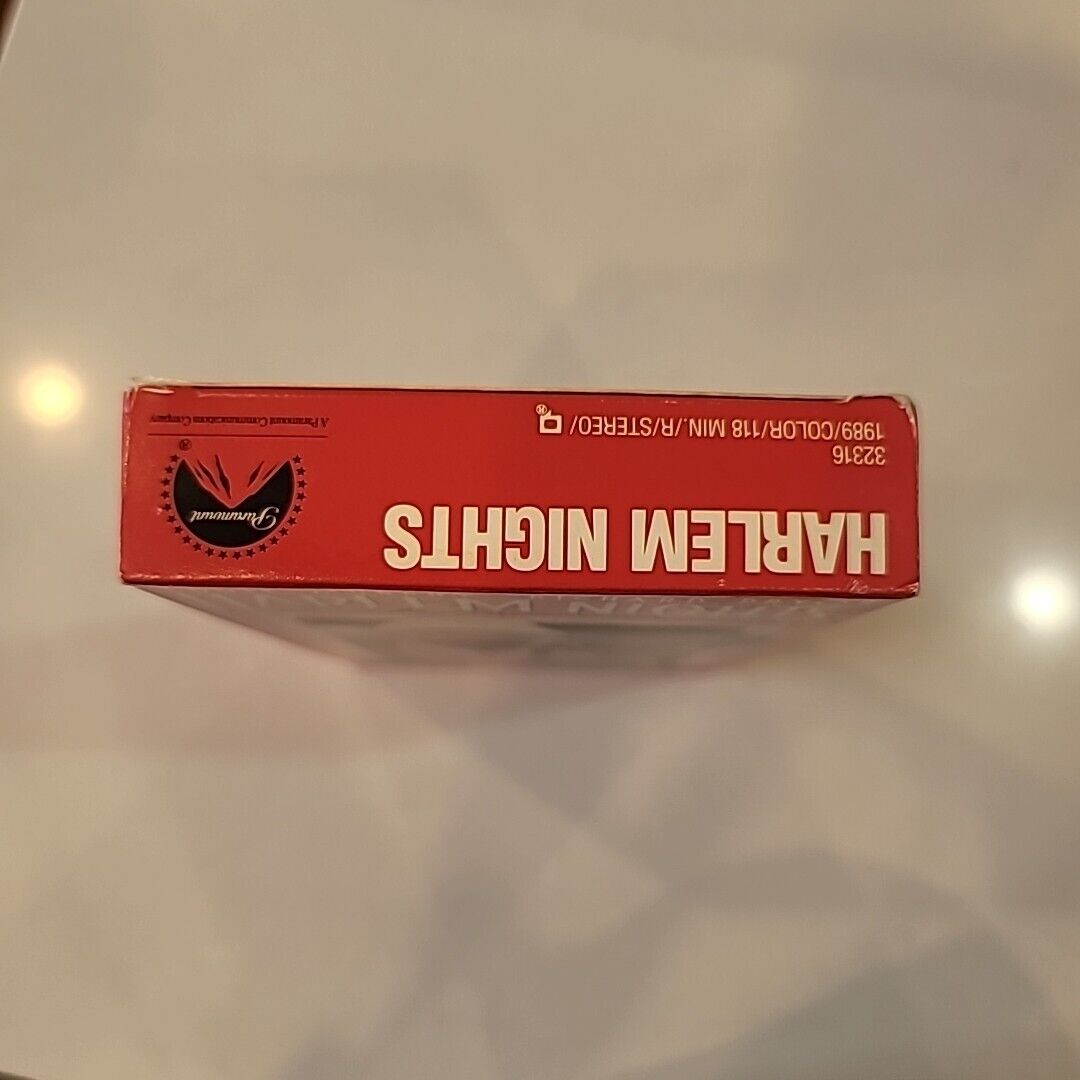 HARLEM NIGHTS
32316
1989/COLOR/118 MIN./R/STEREO/
®
Paramount
®
A Paramount Communications Company